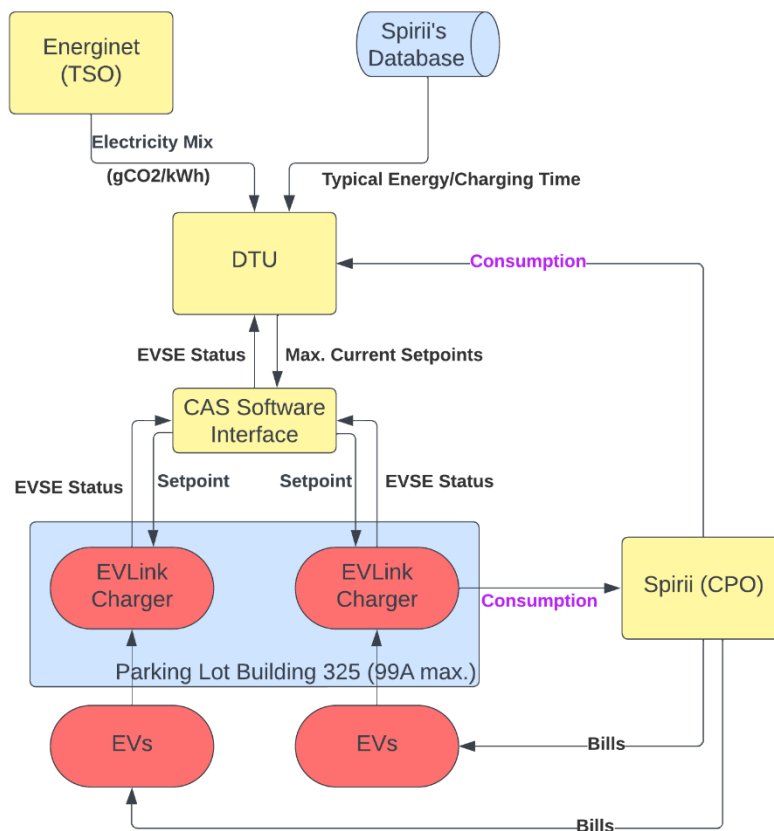 Energinet
(TSO)
Spirii's
Database
Electricity Mix
(gCO2/kWh)
Typical Energy/Charging Time
DTU
Consumption
EVSE Status
Max. Current Setpoints
CAS Software
Interface
EVSE Status
Setpoint
Setpoint
EVSE Status
EVLink
Charger
EVLink
Charger
Consumption
Spirii (CPO)
Parking Lot Building 325 (99A max.)
EVs
EVs
Bills
Bills